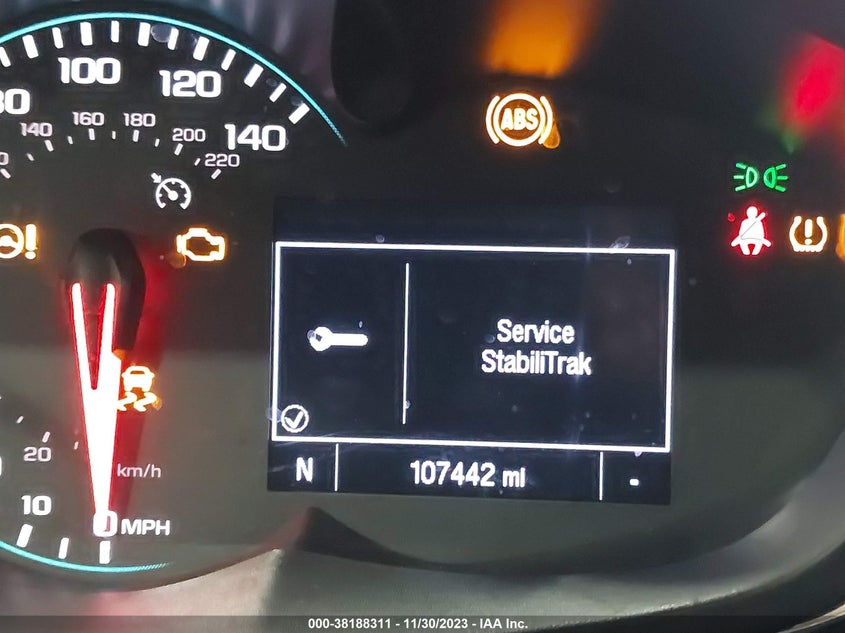 100
120
140
140
160
180
200
220
ABS
Service
StabiliTrak
20
km/h
10
0 MPH
N
107442 mi
-
000-38188311 - 11/30/2023 - IAA Inc.